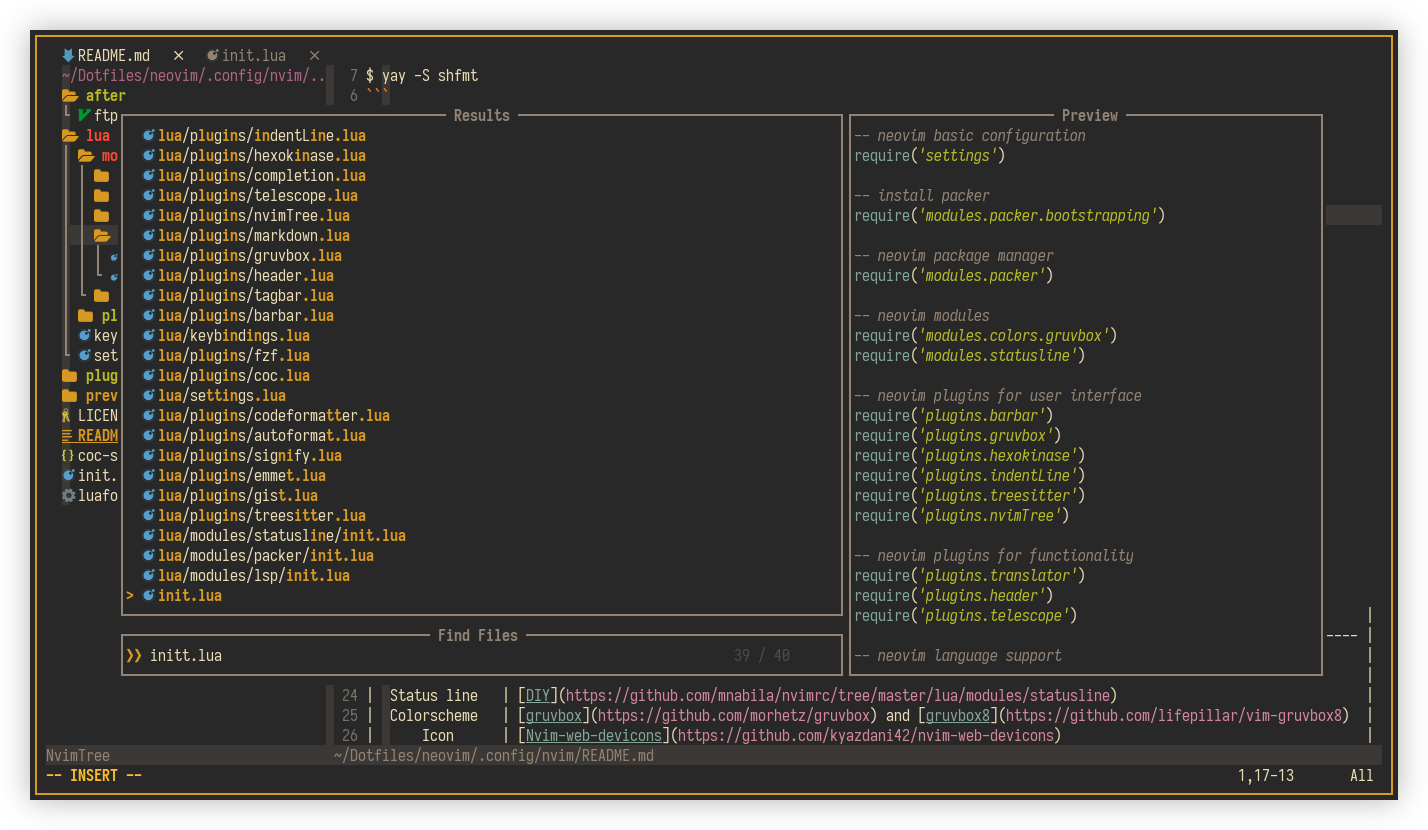 README.md × init.lua ×
~/Dotfiles/neovim/.config/nvim/..
7 $ yay -S shfmt
after
6 ```
ftp
lua
mo
pl
key
set
plug
prev
LICEN
READM
coc-s
init.
luafo
Results
lua/plugins/indentLine.lua
lua/plugins/hexokinase.lua
lua/plugins/completion.lua
lua/plugins/telescope.lua
lua/plugins/nvimTree.lua
lua/plugins/markdown.lua
lua/plugins/gruvbox.lua
lua/plugins/header.lua
lua/plugins/tagbar.lua
lua/plugins/barbar.lua
lua/keybindings.lua
lua/plugins/fzf.lua
lua/plugins/coc.lua
lua/settings.lua
lua/plugins/codeformatter.lua
lua/plugins/autoformat.lua
lua/plugins/signify.lua
lua/plugins/emmet.lua
lua/plugins/gist.lua
lua/plugins/treesitter.lua
lua/modules/statusline/init.lua
lua/modules/packer/init.lua
lua/modules/lsp/init.lua
> init.lua
Find Files
❯❯ initt.lua 39 / 40
Preview
-- neovim basic configuration
require('settings')
-- install packer
require('modules.packer.bootstrapping')
-- neovim package manager
require('modules.packer')
-- neovim modules
require('modules.colors.gruvbox')
require('modules.statusline')
-- neovim plugins for user interface
require('plugins.barbar')
require('plugins.gruvbox')
require('plugins.hexokinase')
require('plugins.indentLine')
require('plugins.treesitter')
require('plugins.nvimTree')
-- neovim plugins for functionality
require('plugins.translator')
require('plugins.header')
require('plugins.telescope')
-- neovim language support
|
---- |
|
|
24 | Status line | [DIY](https://github.com/mnabila/nvimrc/tree/master/lua/modules/statusline) |
25 | Colorscheme | [gruvbox](https://github.com/morhetz/gruvbox) and [gruvbox8](https://github.com/lifepillar/vim-gruvbox8) |
26 | Icon | [Nvim-web-devicons](https://github.com/kyazdani42/nvim-web-devicons) |
NvimTree ~/Dotfiles/neovim/.config/nvim/README.md
-- INSERT -- 1,17-13 All